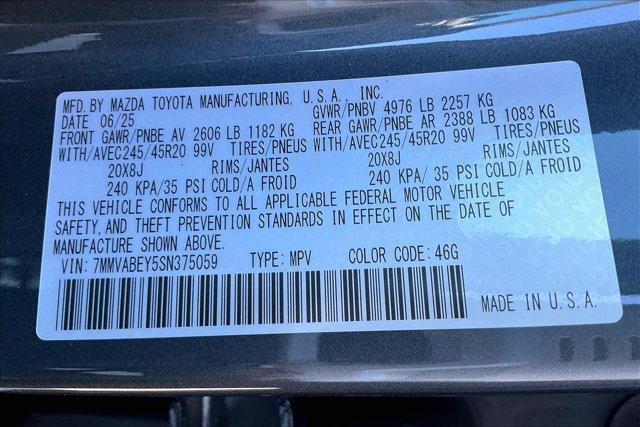 MFD. BY MAZDA TOYOTA MANUFACTURING, U.S.A., INC.
DATE 06/25 GVWR/PNBV 4976 LB 2257 KG
FRONT GAWR/PNBE AV 2606 LB 1182 KG REAR GAWR/PNBE AR 2388 LB 1083 KG
WITH/AVEC245/45R20 99V TIRES/PNEUS WITH/AVEC245/45R20 99V TIRES/PNEUS
20X8J RIMS/JANTES 20X8J RIMS/JANTES
240 KPA/35 PSI COLD/A FROID 240 KPA/ 35 PSI COLD/A FROID
THIS VEHICLE CONFORMS TO ALL APPLICABLE FEDERAL MOTOR VEHICLE
SAFETY,AND THEFT PREVENTION STANDARDS IN EFFECT ON THE DATE OF
MANUFACTURE SHOWN ABOVE.
VIN: 7MMVABEY5SN375059 TYPE: MPV COLOR CODE: 46G
MADE IN U.S.A.